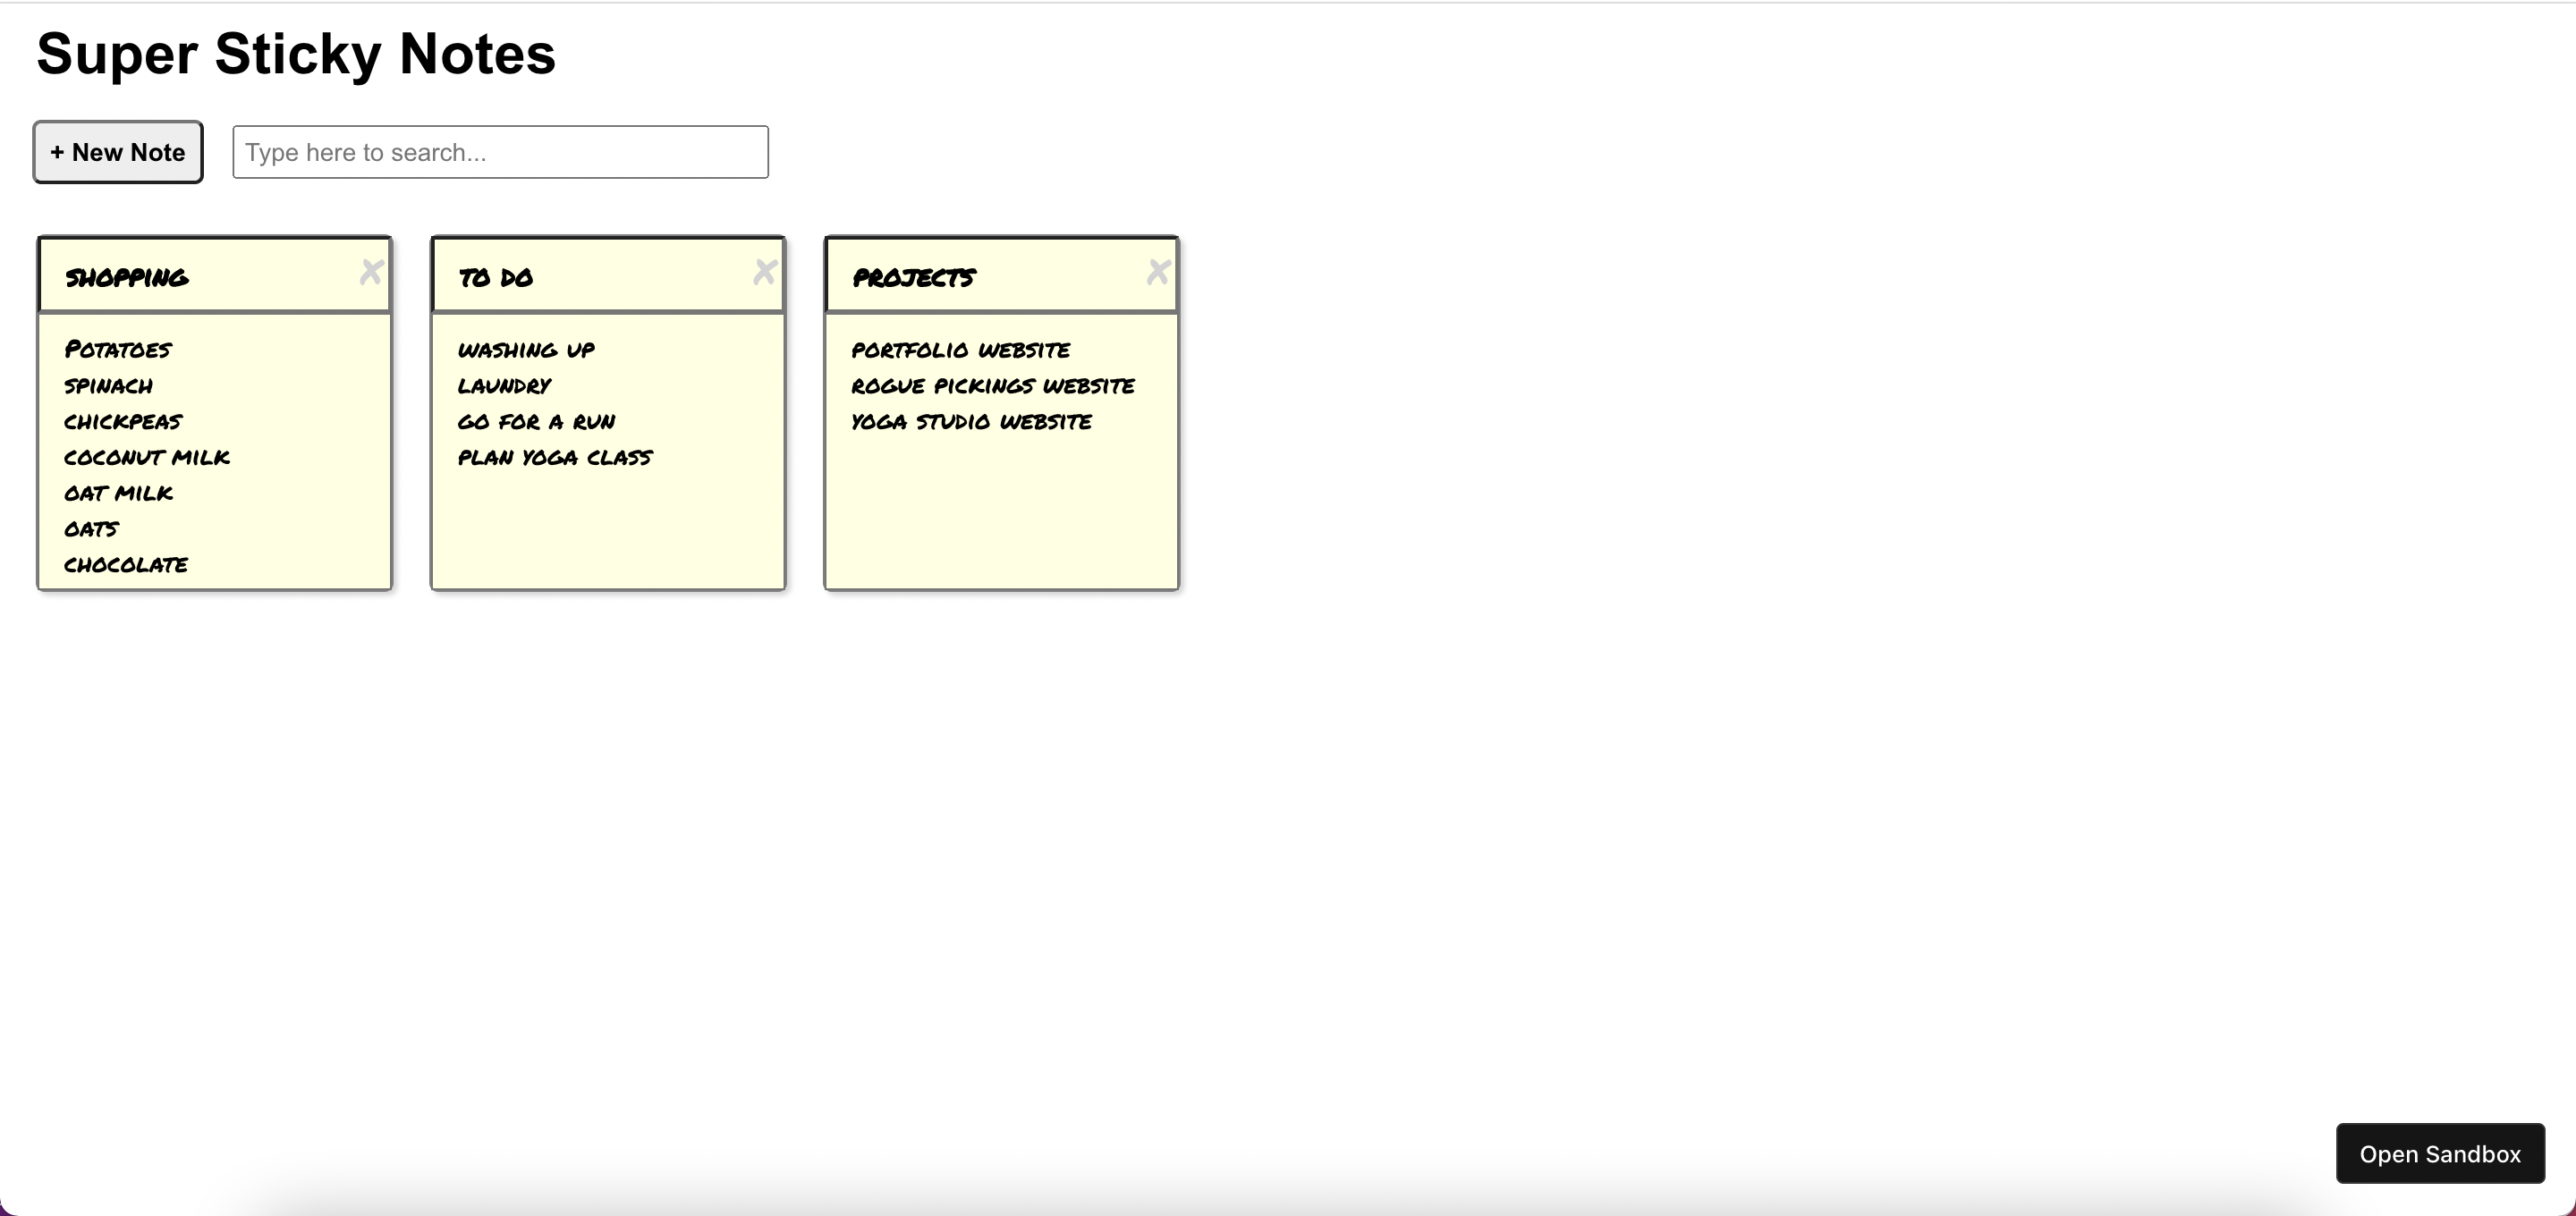 Super Sticky Notes
+ New Note
Type here to search...
SHOPPING
POTATOES
SPINACH
CHICKPEAS
COCONUT MILK
OAT MILK
OATS
CHOCOLATE
TO DO
WASHING UP
LAUNDRY
GO FOR A RUN
PLAN YOGA CLASS
PROJECTS
PORTFOLIO WEBSITE
ROGUE PICKINGS WEBSITE
YOGA STUDIO WEBSITE
Open Sandbox